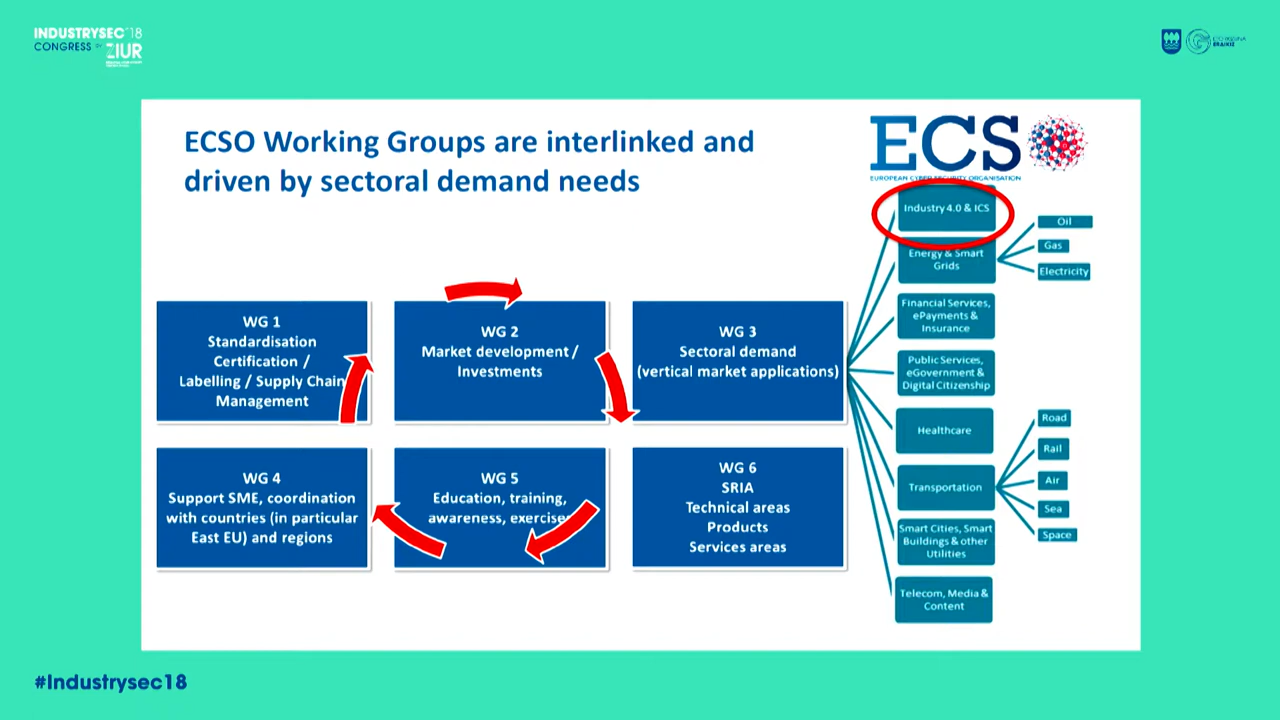 INDUSTRYSEC'18
CONGRESS BY ZIUR
ECSO Working Groups are interlinked and
driven by sectoral demand needs
ECS
EUROPEAN CYBER SECURITY ORGANISATION
WG 1
Standardisation
Certification /
Labelling / Supply Chain
Management
WG 2
Market development /
Investments
WG 3
Sectoral demand
(vertical market applications)
WG 4
Support SME, coordination
with countries (in particular
East EU) and regions
WG 5
Education, training,
awareness, exercise
WG 6
SRIA
Technical areas
Products
Services areas
Industry 4.0 & ICS
Energy & Smart
Grids
Oil
Gas
Electricity
Financial Services,
ePayments &
Insurance
Public Services,
eGovernment &
Digital Citizenship
Healthcare
Transportation
Road
Rail
Air
Sea
Space
Smart Cities, Smart
Buildings & other
Utilities
Telecom, Media &
Content
#Industrysec18